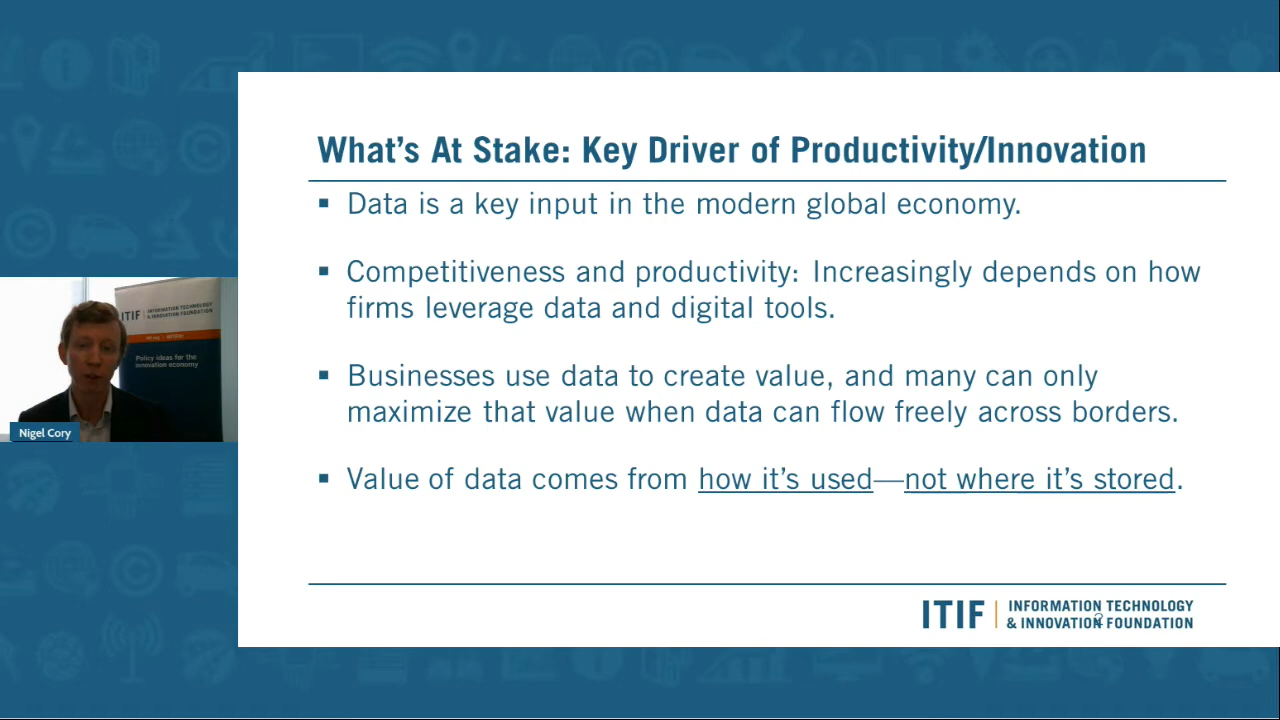 What's At Stake: Key Driver of Productivity/Innovation
▪ Data is a key input in the modern global economy.
▪ Competitiveness and productivity: Increasingly depends on how
firms leverage data and digital tools.
▪ Businesses use data to create value, and many can only
maximize that value when data can flow freely across borders.
▪ Value of data comes from how it's used—not where it's stored.
ITIF | INFORMATION TECHNOLOGY
& INNOVATION FOUNDATION
2
ITIF | INFORMATION TECHNOLOGY
& INNOVATION FOUNDATION
Policy ideas for the
innovation economy
Nigel Cory